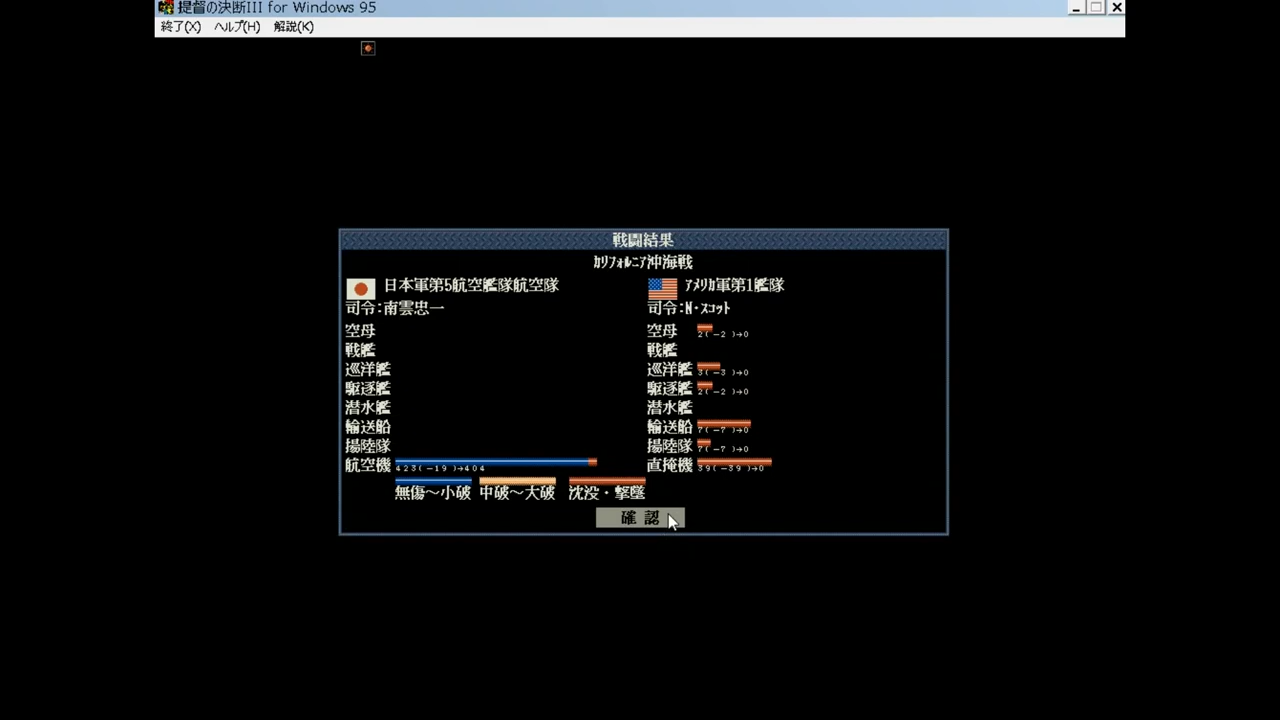 提督の決断III for Windows 95
終了(X) ヘルプ(H) 解説(K)
戦闘結果
ｶﾘﾌｫﾙﾆｱ沖海戦
日本軍第5航空艦隊航空隊
司令:南雲忠一
空母
戦艦
巡洋艦
駆逐艦
潜水艦
輸送船
揚陸隊
航空機 423(-19)→404
ｱﾒﾘｶ軍第1艦隊
司令:N・ｽｺｯﾄ
空母 2(-2)→0
戦艦
巡洋艦 3(-3)→0
駆逐艦 2(-2)→0
潜水艦
輸送船 7(-7)→0
揚陸隊 7(-7)→0
直掩機 39(-39)→0
無傷～小破 中破～大破 沈没・撃墜
確認